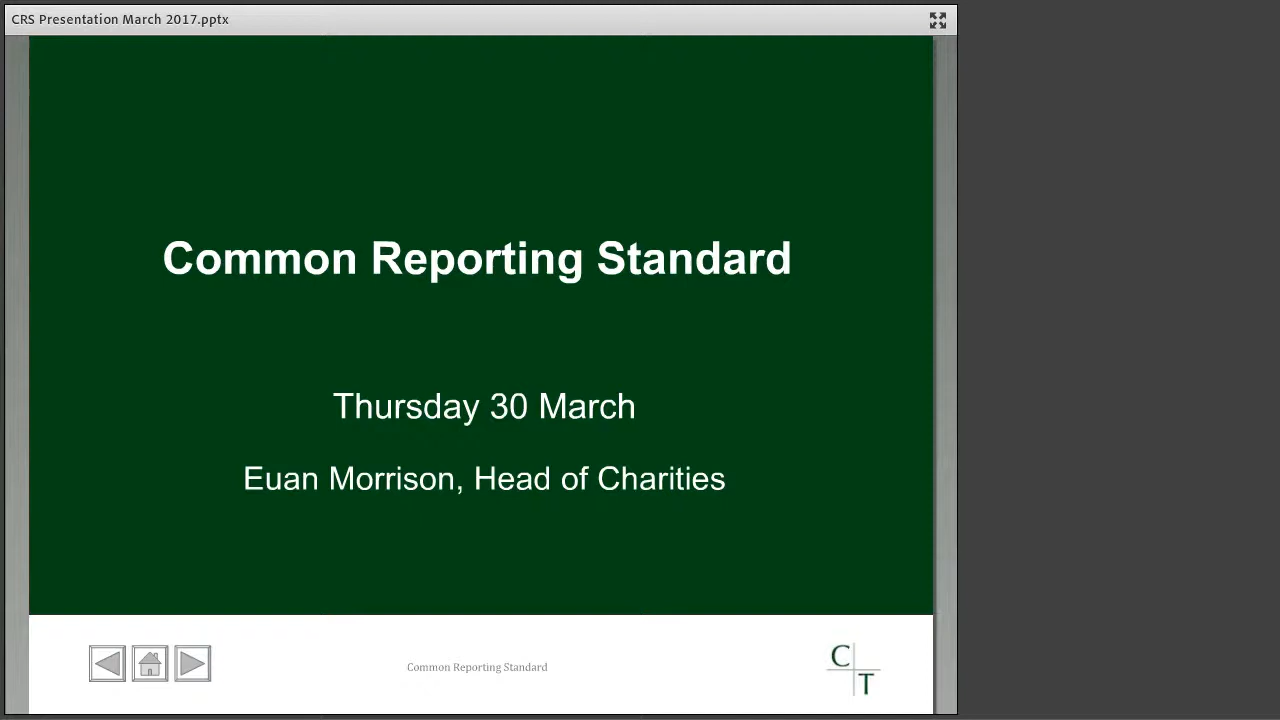 CRS Presentation March 2017.pptx
Common Reporting Standard
Thursday 30 March
Euan Morrison, Head of Charities
Common Reporting Standard
C
T